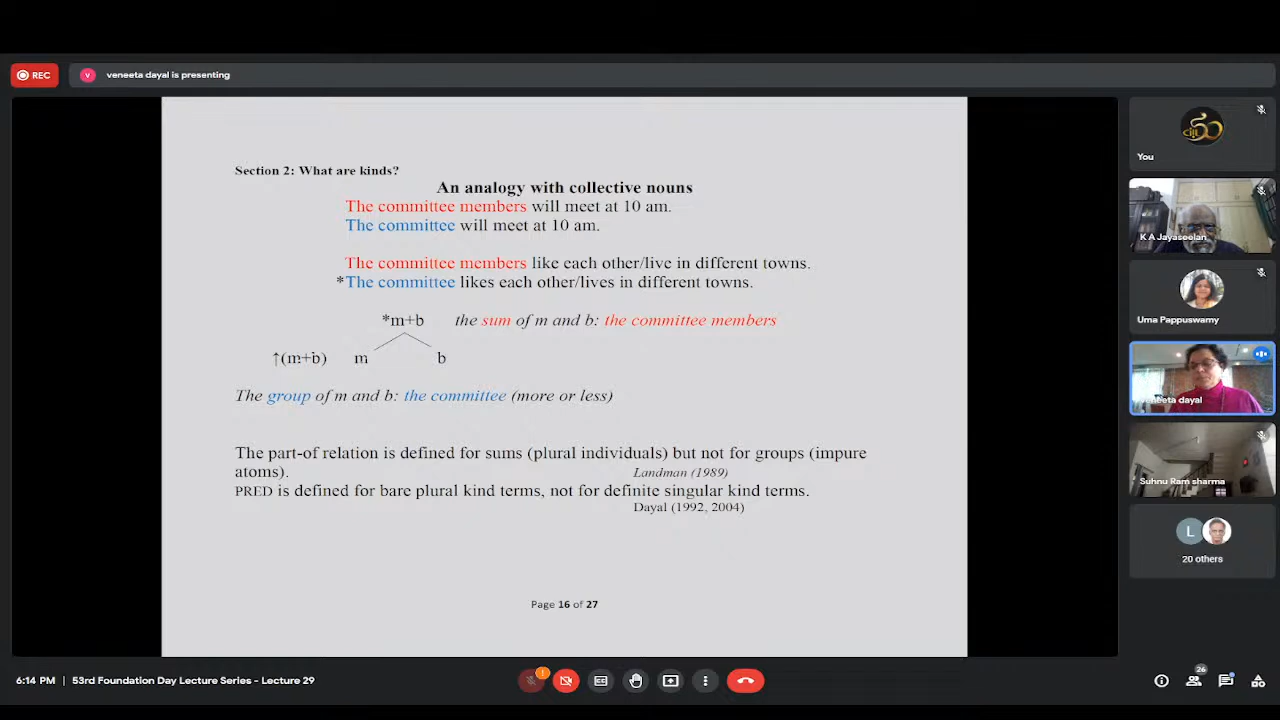 REC
v
veneeta dayal is presenting
Section 2: What are kinds?
An analogy with collective nouns
The committee members will meet at 10 am.
The committee will meet at 10 am.
The committee members like each other/live in different towns.
*The committee likes each other/lives in different towns.
*m+b the sum of m and b: the committee members
↑(m+b) m b
The group of m and b: the committee (more or less)
The part-of relation is defined for sums (plural individuals) but not for groups (impure
atoms). Landman (1989)
PRED is defined for bare plural kind terms, not for definite singular kind terms.
Dayal (1992, 2004)
Page 16 of 27
You
K A Jayaseelan
Uma Pappuswamy
veneeta dayal
Suhnu Ram sharma
L
20 others
6:14 PM | 53rd Foundation Day Lecture Series - Lecture 29
26